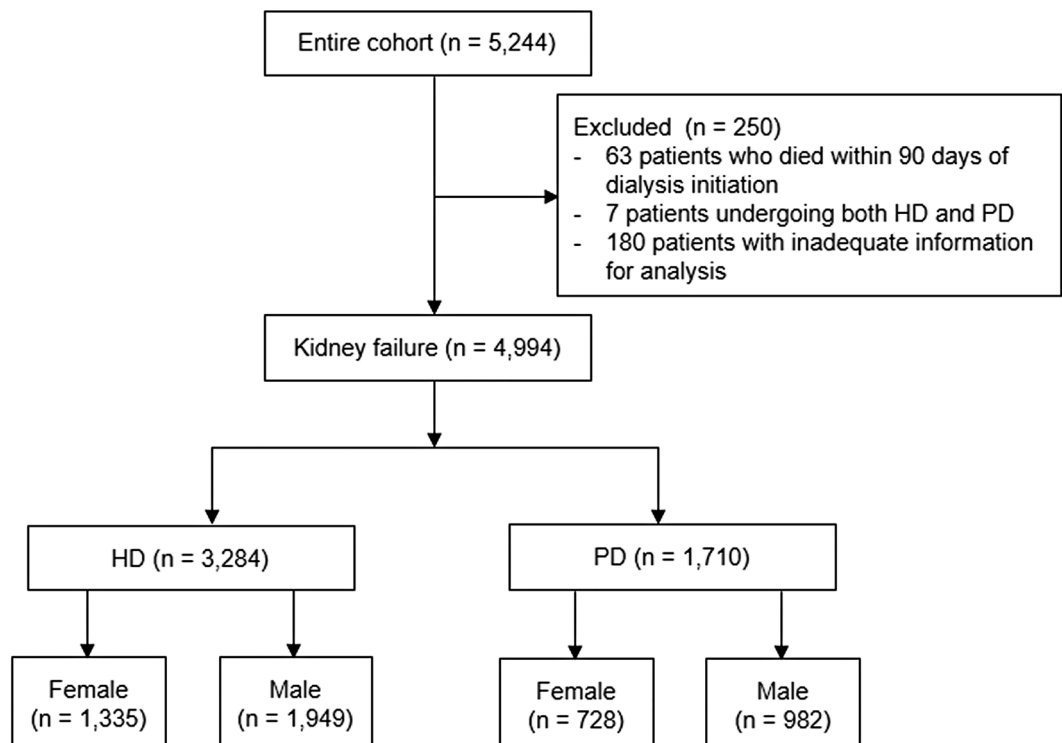 Entire cohort (n = 5,244)
Excluded  (n = 250)
-  63 patients who died within 90 days of
dialysis initiation
-  7 patients undergoing both HD and PD
-  180 patients with inadequate information
for analysis
Kidney failure (n = 4,994)
HD (n = 3,284)
PD (n = 1,710)
Female
(n = 1,335)
Male
(n = 1,949)
Female
(n = 728)
Male
(n = 982)